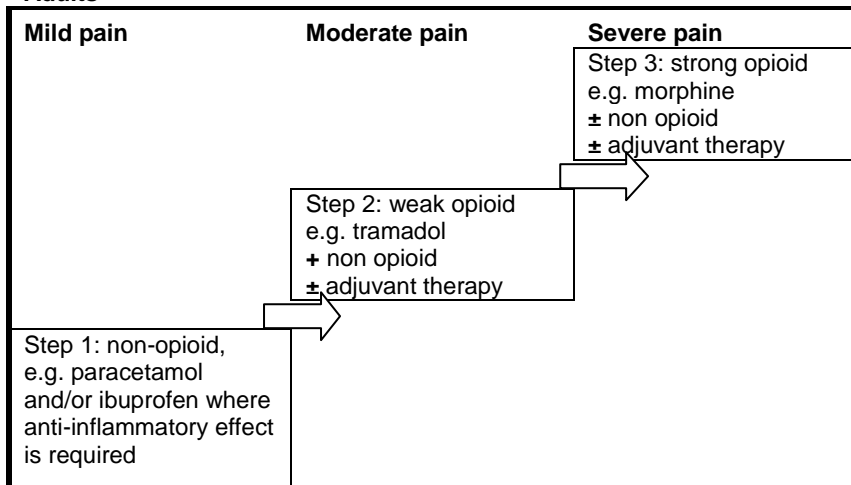 Adults
Mild pain
Moderate pain
Severe pain
Step 3: strong opioid
e.g. morphine
± non opioid
± adjuvant therapy
Step 2: weak opioid
e.g. tramadol
+ non opioid
± adjuvant therapy
Step 1: non-opioid,
e.g. paracetamol
and/or ibuprofen where
anti-inflammatory effect
is required